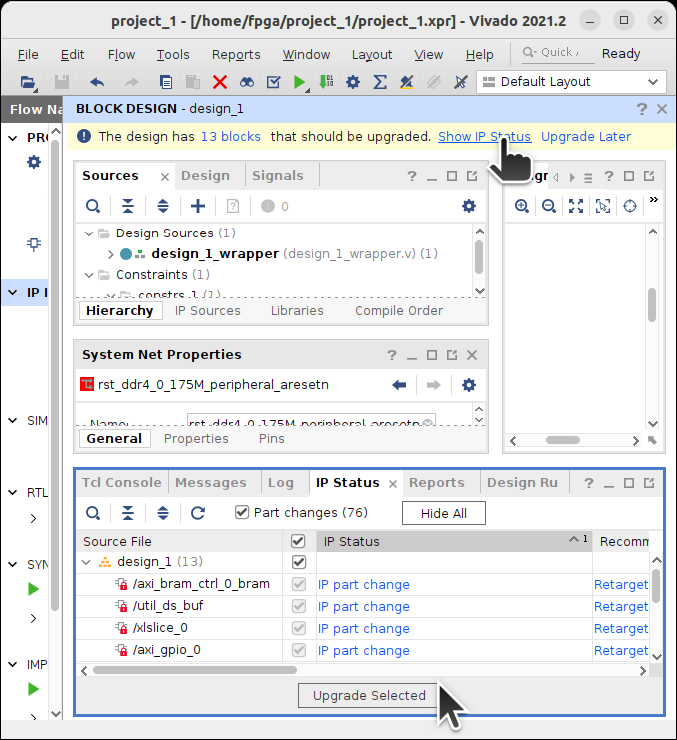 project_1 - [/home/fpga/project_1/project_1.xpr] - Vivado 2021.2
File Edit Flow Tools Reports Window Layout View Help Quick Ready
Default Layout
Flow Na
BLOCK DESIGN - design_1
The design has 13 blocks that should be upgraded. Show IP Status Upgrade Later
PRO
Sources Design Signals
0
Design Sources (1)
design_1_wrapper (design_1_wrapper.v) (1)
IP I
Constraints (1)
constrs_1 (1)
Hierarchy IP Sources Libraries Compile Order
System Net Properties
rst_ddr4_0_175M_peripheral_aresetn
SIM
Name: rst_ddr4_0_175M_peripheral_aresetn
General Properties Pins
Tcl Console Messages Log IP Status Reports Design Ru
RTL
Part changes (76) Hide All
Source File IP Status 1 Recomm
SYN
design_1 (13)
/axi_bram_ctrl_0_bram IP part change Retarget
/util_ds_buf IP part change Retarget
/xlslice_0 IP part change Retarget
/axi_gpio_0 IP part change Retarget
IMP
Upgrade Selected